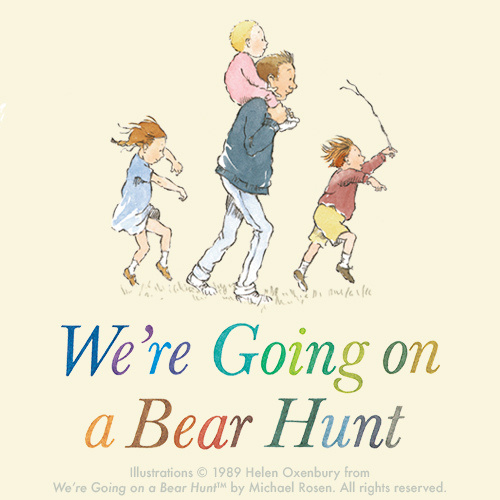 We're Going on
a Bear Hunt
Illustrations © 1989 Helen Oxenbury from
We're Going on a Bear Hunt™ by Michael Rosen. All rights reserved.